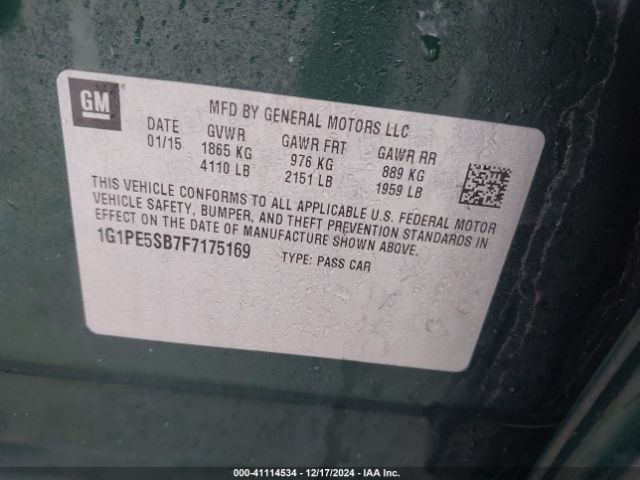 GM
MFD BY GENERAL MOTORS LLC
DATE GVWR GAWR FRT GAWR RR
01/15 1865 KG 976 KG 889 KG
4110 LB 2151 LB 1959 LB
THIS VEHICLE CONFORMS TO ALL APPLICABLE U.S. FEDERAL MOTOR
VEHICLE SAFETY, BUMPER, AND THEFT PREVENTION STANDARDS IN
EFFECT ON THE DATE OF MANUFACTURE SHOWN ABOVE.
1G1PE5SB7F7175169 TYPE: PASS CAR
000-41114534 - 12/17/2024 - IAA Inc.